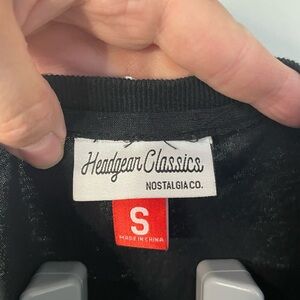 Headgear Classics
NOSTALGIA CO.
S
MADE IN CHINA